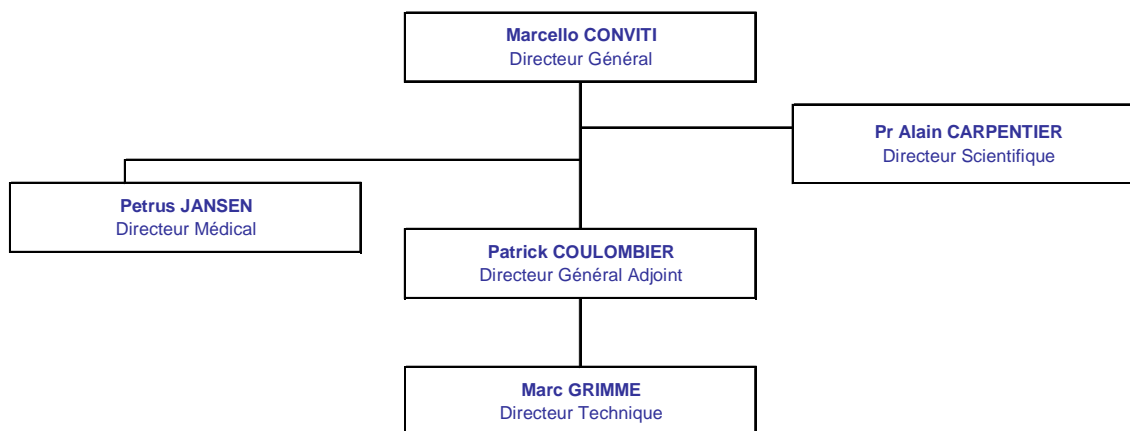 Marcello CONVITI
Directeur Général
Pr Alain CARPENTIER
Directeur Scientifique
Petrus JANSEN
Directeur Médical
Patrick COULOMBIER
Directeur Général Adjoint
Marc GRIMME
Directeur Technique